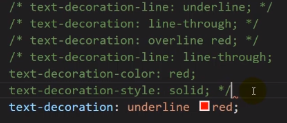 /* text-decoration-line: underline; */
/* text-decoration: line-through; */
/* text-decoration: overline red; */
/* text-decoration-line: line-through;
text-decoration-color: red;
text-decoration-style: solid; */
text-decoration: underline red;